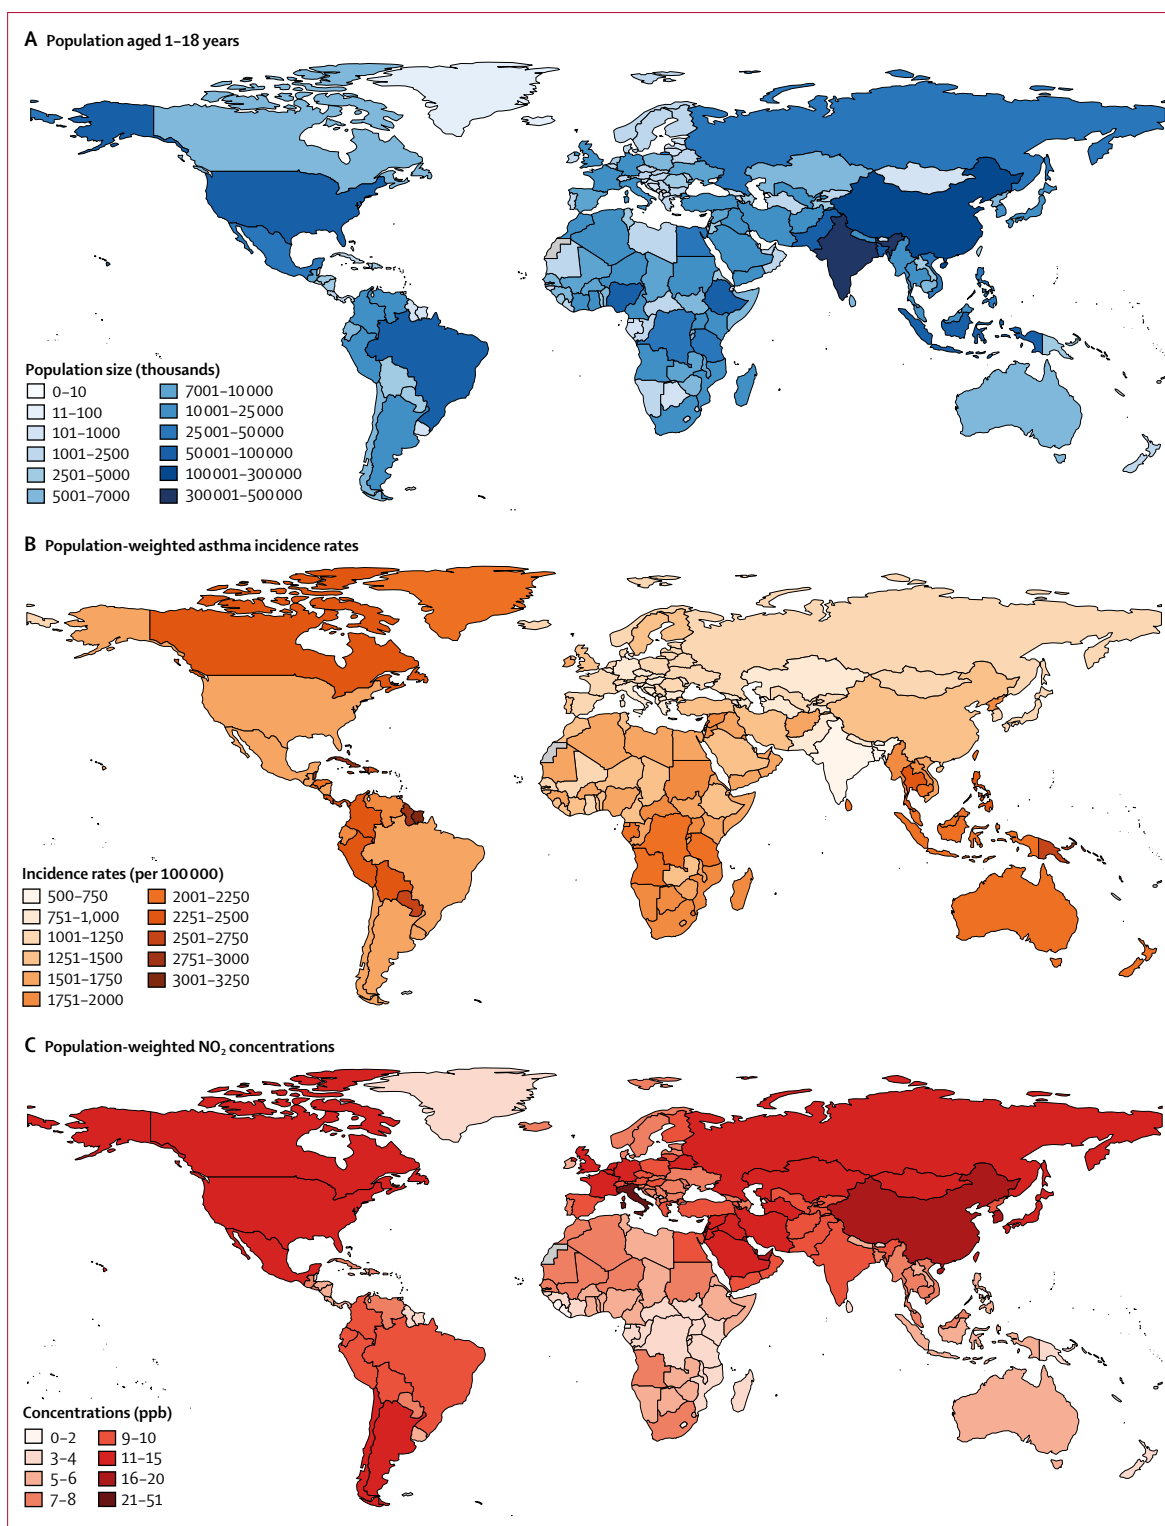 A Population aged 1–18 years
Population size (thousands)
0–10
11–100
101–1000
1001–2500
2501–5000
5001–7000
7001–10 000
10 001–25 000
25 001–50 000
50 001–100 000
100 001–300 000
300 001–500 000
B Population-weighted asthma incidence rates
Incidence rates (per 100 000)
500–750
751–1,000
1001–1250
1251–1500
1501–1750
1751–2000
2001–2250
2251–2500
2501–2750
2751–3000
3001–3250
C Population-weighted NO₂ concentrations
Concentrations (ppb)
0–2
3–4
5–6
7–8
9–10
11–15
16–20
21–51